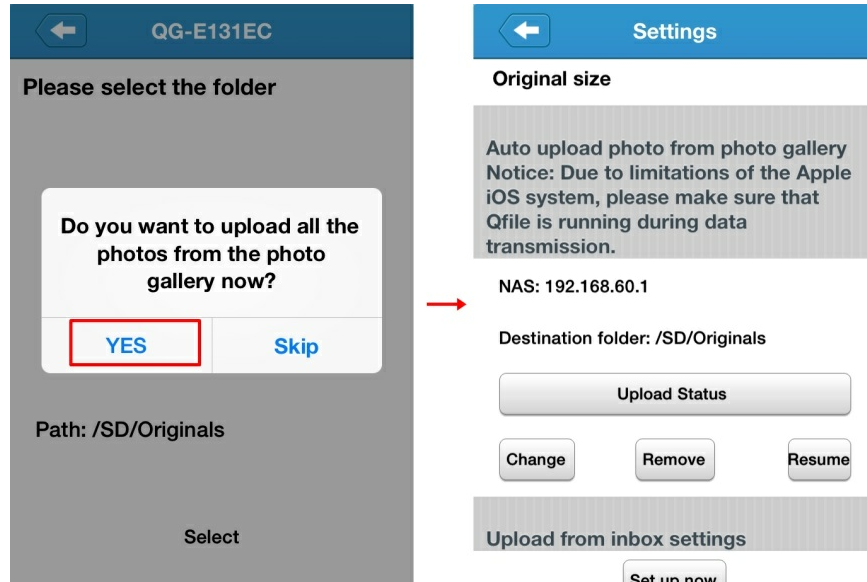 QG-E131EC
Please select the folder
Do you want to upload all the
photos from the photo
gallery now?
YES
Skip
Path: /SD/Originals
Select
Settings
Original size
Auto upload photo from photo gallery
Notice: Due to limitations of the Apple
iOS system, please make sure that
Qfile is running during data
transmission.
NAS: 192.168.60.1
Destination folder: /SD/Originals
Upload Status
Change
Remove
Resume
Upload from inbox settings
Set up now